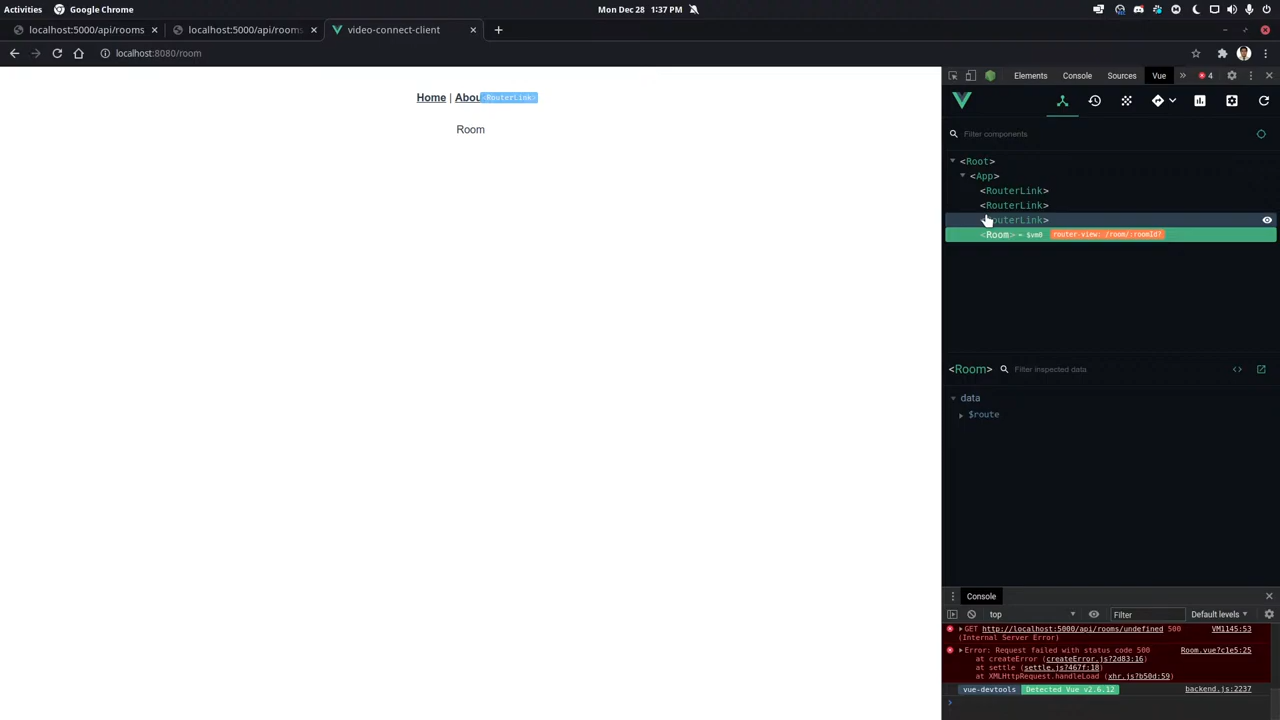 Activities Google Chrome Mon Dec 28 1:37 PM
localhost:5000/api/rooms localhost:5000/api/rooms video-connect-client
localhost:8080/room
Elements Console Sources Vue 4
Home | Abou <RouterLink>
Room
Filter components
<Root>
<App>
<RouterLink>
<RouterLink>
outerLink>
<Room> = $vm0 router-view: /room/:roomId?
<Room> Filter inspected data
data
$route
Console
top Filter Default levels
GET http://localhost:5000/api/rooms/undefined 500 VM1145:53
(Internal Server Error)
Error: Request failed with status code 500 Room.vue?c1e5:25
at createError (createError.js?2d83:16)
at settle (settle.js?467f:18)
at XMLHttpRequest.handleLoad (xhr.js?b50d:59)
vue-devtools Detected Vue v2.6.12 backend.js:2237